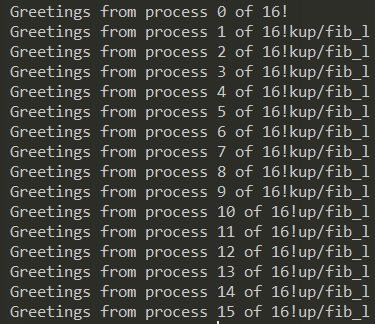 Greetings from process 0 of 16!
Greetings from process 1 of 16!kup/fib_l
Greetings from process 2 of 16!kup/fib_l
Greetings from process 3 of 16!kup/fib_l
Greetings from process 4 of 16!kup/fib_l
Greetings from process 5 of 16!kup/fib_l
Greetings from process 6 of 16!kup/fib_l
Greetings from process 7 of 16!kup/fib_l
Greetings from process 8 of 16!kup/fib_l
Greetings from process 9 of 16!kup/fib_l
Greetings from process 10 of 16!up/fib_l
Greetings from process 11 of 16!up/fib_l
Greetings from process 12 of 16!up/fib_l
Greetings from process 13 of 16!up/fib_l
Greetings from process 14 of 16!up/fib_l
Greetings from process 15 of 16!up/fib_l